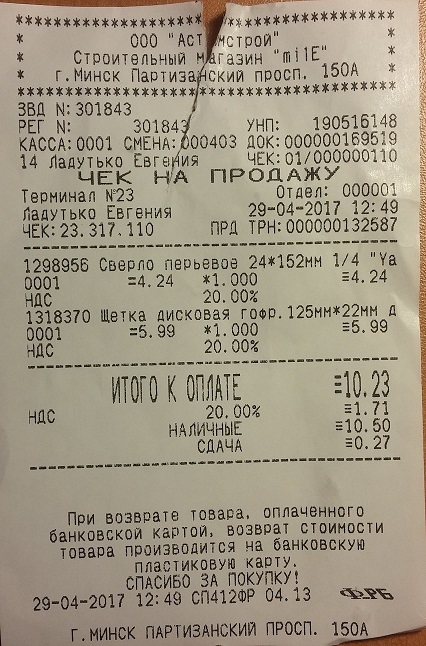 ************************************
* ООО "Аст мстрой" *
* Строительный магазин "milE" *
* г.Минск Партизанский просп. 150А *
************************************
ЗВД N:301843
РЕГ N: 301843 УНП: 190516148
КАССА:0001 СМЕНА:000403 ДОК:000000169519
14 Ладутько Евгения ЧЕК:01/000000110
ЧЕК НА ПРОДАЖУ
Терминал №23 Отдел: 000001
Ладутько Евгения 29-04-2017 12:49
ЧЕК:23.317.110 ПРД ТРН:000000132587
1298956 Сверло перьевое 24*152мм 1/4 "Ya
0001 =4.24 *1.000 ≡4.24
НДС 20.00%
1318370 Щетка дисковая гофр.125мм*22мм д
0001 =5.99 *1.000 ≡5.99
НДС 20.00%
ИТОГО К ОПЛАТЕ ≡10.23
НДС 20.00% ≡1.71
НАЛИЧНЫЕ ≡10.50
СДАЧА ≡0.27
При возврате товара, оплаченного
банковской картой, возврат стоимости
товара производится на банковскую
пластиковую карту.
СПАСИБО ЗА ПОКУПКУ!
29-04-2017 12:49 СП412ФР 04.13 ФРБ
Г.МИНСК ПАРТИЗАНСКИЙ ПРОСП. 150А